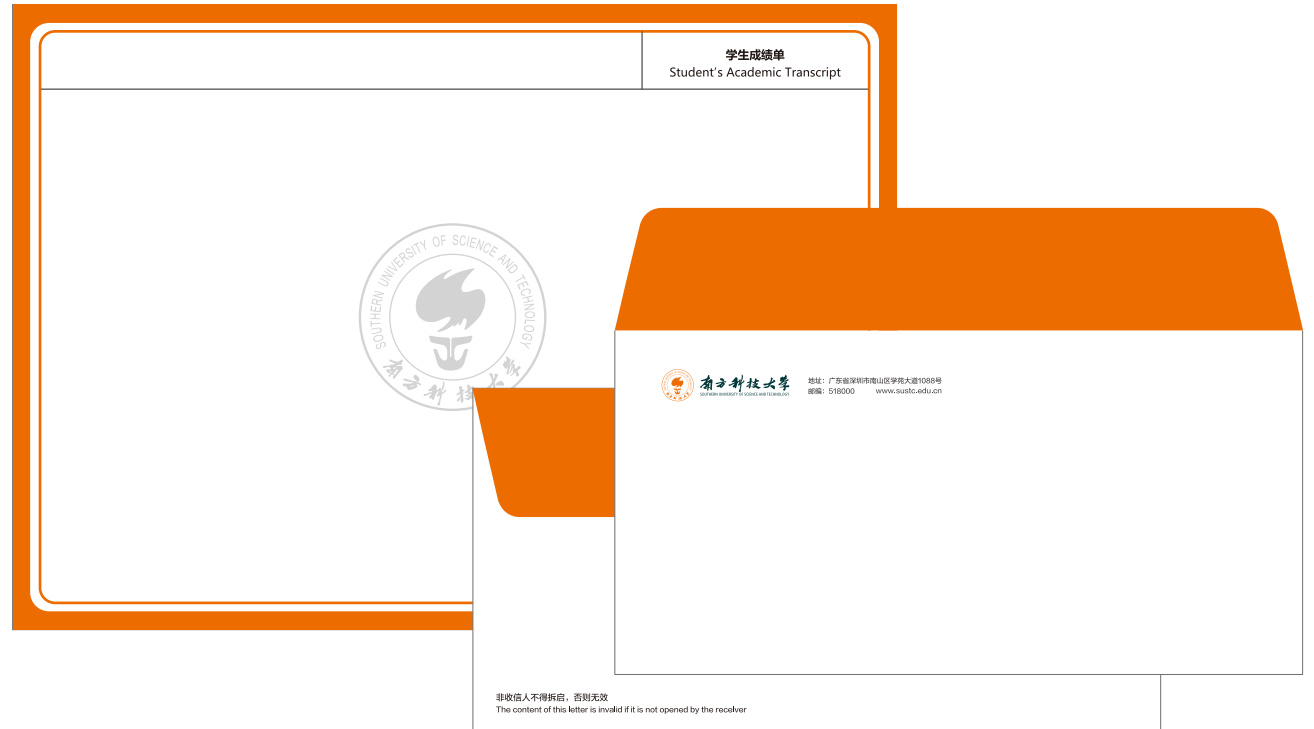 学生成绩单
Student's Academic Transcript
SOUTHERN UNIVERSITY OF SCIENCE AND TECHNOLOGY
南方科技大学
南方科技大学
SOUTHERN UNIVERSITY OF SCIENCE AND TECHNOLOGY
地址：广东省深圳市南山区学苑大道1088号
邮编：518000 www.sustc.edu.cn
非收信人不得拆启，否则无效
The content of this letter is invalid if it is not opened by the recelver